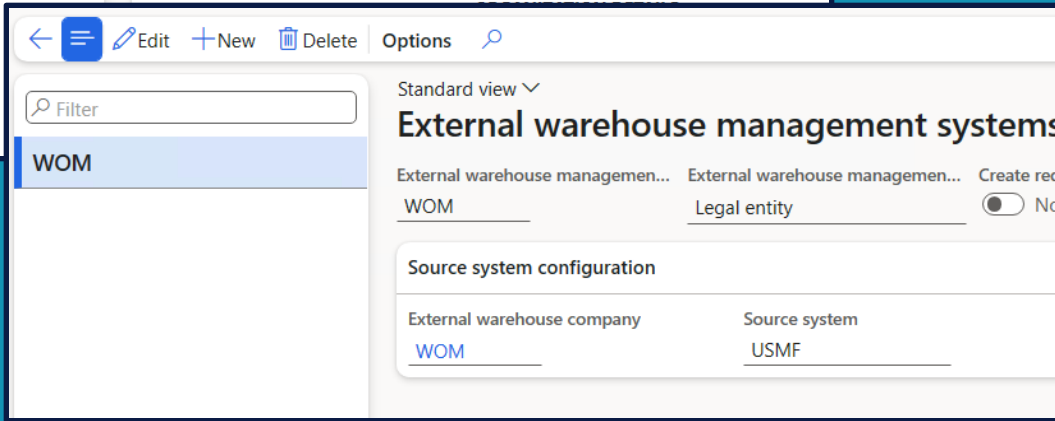 Edit New Delete Options
Filter
WOM
Standard view
External warehouse management systems
External warehouse managemen... External warehouse managemen... Create rec
WOM Legal entity No
Source system configuration
External warehouse company Source system
WOM USMF